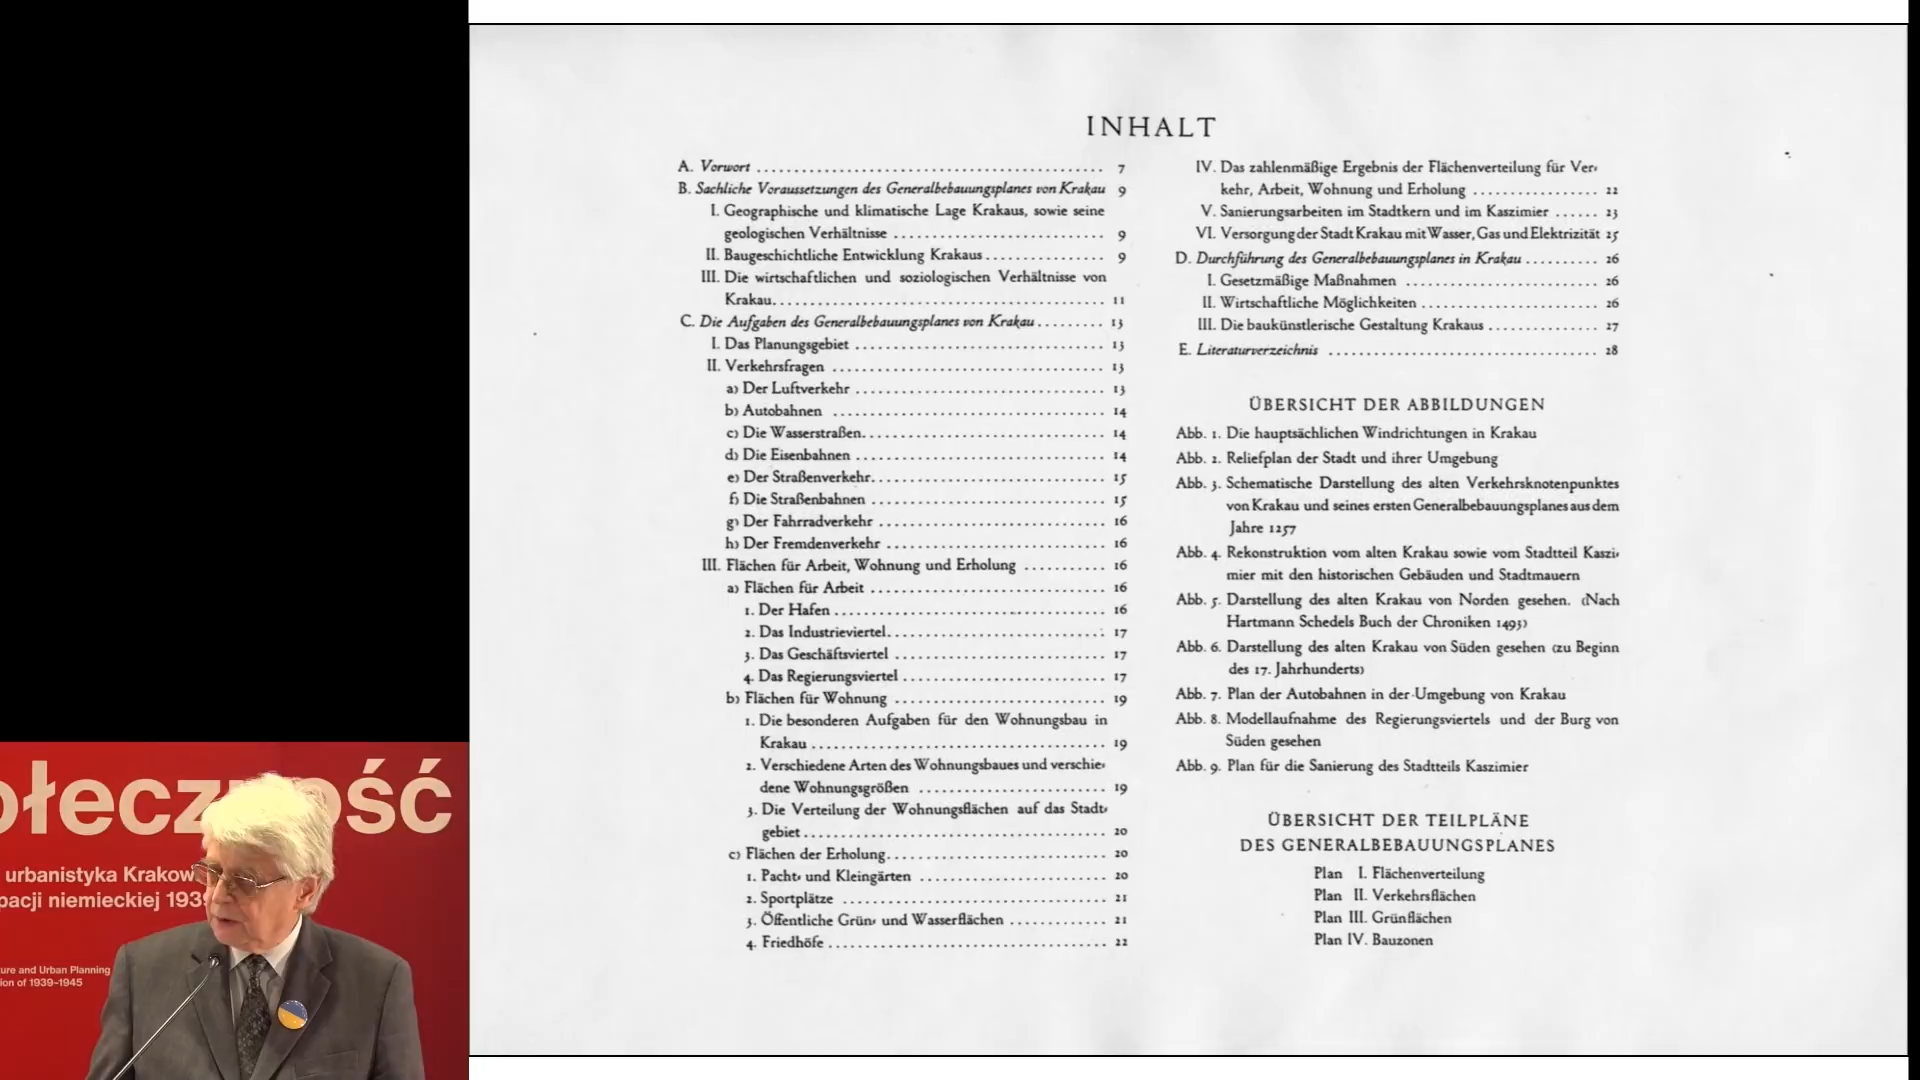 INHALT
A. Vorwort 7
B. Sachliche Voraussetzungen des Generalbebauungsplanes von Krakau 9
I. Geographische und klimatische Lage Krakaus, sowie seine
geologischen Verhältnisse 9
II. Baugeschichtliche Entwicklung Krakaus 9
III. Die wirtschaftlichen und soziologischen Verhältnisse von
Krakau 11
C. Die Aufgaben des Generalbebauungsplanes von Krakau 13
I. Das Planungsgebiet 13
II. Verkehrsfragen 13
a) Der Luftverkehr 13
b) Autobahnen 14
c) Die Wasserstraßen 14
d) Die Eisenbahnen 14
e) Der Straßenverkehr 15
f) Die Straßenbahnen 15
g) Der Fahrradverkehr 16
h) Der Fremdenverkehr 16
III. Flächen für Arbeit, Wohnung und Erholung 16
a) Flächen für Arbeit 16
1. Der Hafen 16
2. Das Industrieviertel 17
3. Das Geschäftsviertel 17
4. Das Regierungsviertel 17
b) Flächen für Wohnung 19
1. Die besonderen Aufgaben für den Wohnungsbau in
Krakau 19
2. Verschiedene Arten des Wohnungsbaues und verschie-
dene Wohnungsgrößen 19
3. Die Verteilung der Wohnungsflächen auf das Stadt-
gebiet 20
c) Flächen der Erholung 20
1. Pacht- und Kleingärten 20
2. Sportplätze 21
3. Öffentliche Grün- und Wasserflächen 21
4. Friedhöfe 22
IV. Das zahlenmäßige Ergebnis der Flächenverteilung für Ver-
kehr, Arbeit, Wohnung und Erholung 22
V. Sanierungsarbeiten im Stadtkern und im Kaszimier 23
VI. Versorgung der Stadt Krakau mit Wasser, Gas und Elektrizität 25
D. Durchführung des Generalbebauungsplanes in Krakau 26
I. Gesetzmäßige Maßnahmen 26
II. Wirtschaftliche Möglichkeiten 26
III. Die baukünstlerische Gestaltung Krakaus 27
E. Literaturverzeichnis 28
ÜBERSICHT DER ABBILDUNGEN
Abb. 1. Die hauptsächlichen Windrichtungen in Krakau
Abb. 2. Reliefplan der Stadt und ihrer Umgebung
Abb. 3. Schematische Darstellung des alten Verkehrsknotenpunktes
von Krakau und seines ersten Generalbebauungsplanes aus dem
Jahre 1257
Abb. 4. Rekonstruktion vom alten Krakau sowie vom Stadtteil Kaszi-
mier mit den historischen Gebäuden und Stadtmauern
Abb. 5. Darstellung des alten Krakau von Norden gesehen. (Nach
Hartmann Schedels Buch der Chroniken 1493)
Abb. 6. Darstellung des alten Krakau von Süden gesehen (zu Beginn
des 17. Jahrhunderts)
Abb. 7. Plan der Autobahnen in der Umgebung von Krakau
Abb. 8. Modellaufnahme des Regierungsviertels und der Burg von
Süden gesehen
Abb. 9. Plan für die Sanierung des Stadtteils Kaszimier
ÜBERSICHT DER TEILPLÄNE
DES GENERALBEBAUUNGSPLANES
Plan I. Flächenverteilung
Plan II. Verkehrsflächen
Plan III. Grünflächen
Plan IV. Bauzonen
urbanistyka Krakow
pacji niemieckiej 1939
ure and Urban Planning
ion of 1939–1945